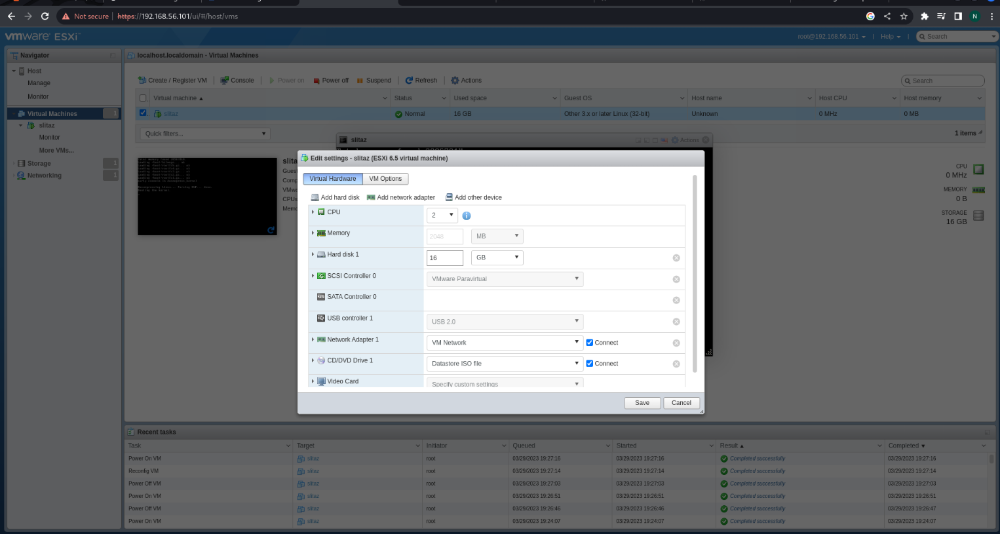 Not secure https://192.168.56.101/ui/#/host/vms N
vmware ESXi™ root@192.168.56.101 Help Search
Navigator localhost.localdomain - Virtual Machines
Host
Manage
Monitor
Virtual Machines 1
slitaz
Monitor
More VMs...
Storage 1
Networking 1
Create / Register VM Console Power on Power off Suspend Refresh Actions Search
Virtual machine Status Used space Guest OS Host name Host CPU Host memory
slitaz Normal 16 GB Other 3.x or later Linux (32-bit) Unknown 0 MHz 0 MB
Quick filters... 1 items
slitaz Actions
slitaz
Gues
Comp
VMwa
CPUs
Memo
CPU
0 MHz
MEMORY
0 B
STORAGE
16 GB
Edit settings - slitaz (ESXi 6.5 virtual machine)
Virtual Hardware VM Options
Add hard disk Add network adapter Add other device
CPU 2
Memory 2048 MB
Hard disk 1 16 GB
SCSI Controller 0 VMware Paravirtual
SATA Controller 0
USB controller 1 USB 2.0
Network Adapter 1 VM Network Connect
CD/DVD Drive 1 Datastore ISO file Connect
Video Card Specify custom settings
Save Cancel
Recent tasks
Task Target Initiator Queued Started Result Completed
Power On VM slitaz root 03/29/2023 19:27:16 03/29/2023 19:27:16 Completed successfully 03/29/2023 19:27:16
Reconfig VM slitaz root 03/29/2023 19:27:14 03/29/2023 19:27:14 Completed successfully 03/29/2023 19:27:14
Power Off VM slitaz root 03/29/2023 19:27:03 03/29/2023 19:27:03 Completed successfully 03/29/2023 19:27:03
Power On VM slitaz root 03/29/2023 19:26:51 03/29/2023 19:26:51 Completed successfully 03/29/2023 19:26:51
Power Off VM slitaz root 03/29/2023 19:26:46 03/29/2023 19:26:46 Completed successfully 03/29/2023 19:26:47
Power On VM slitaz root 03/29/2023 19:24:07 03/29/2023 19:24:07 Completed successfully 03/29/2023 19:24:07